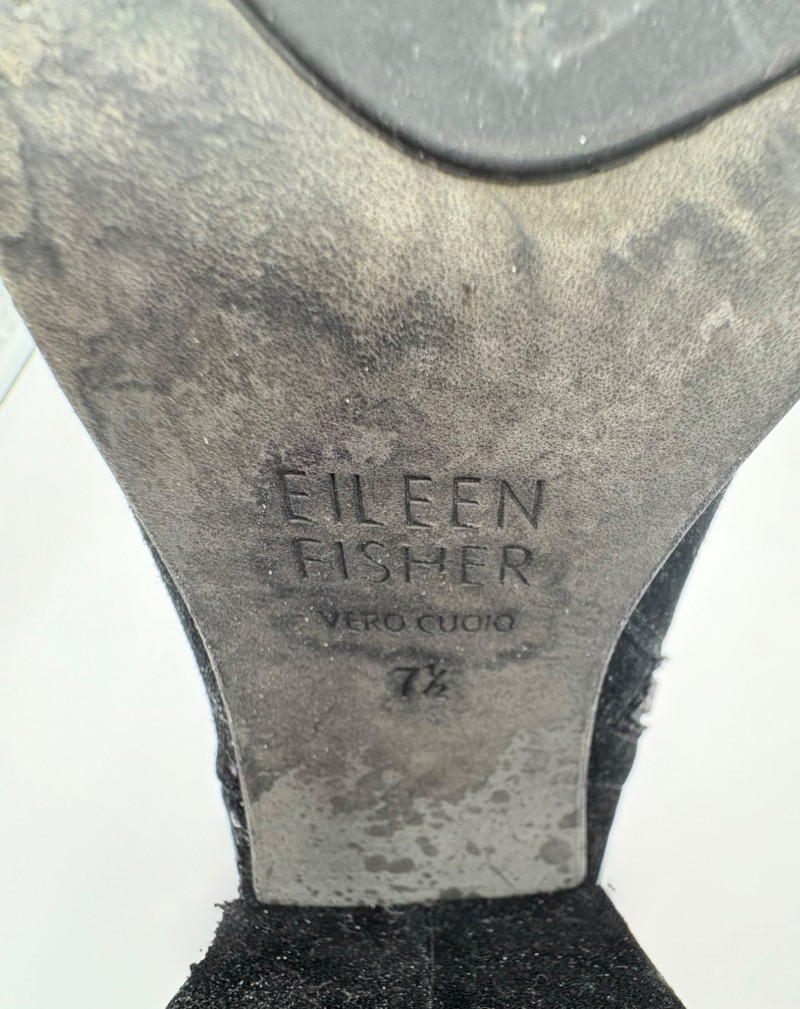 EILEEN
FISHER
VERO CUOIO
7½